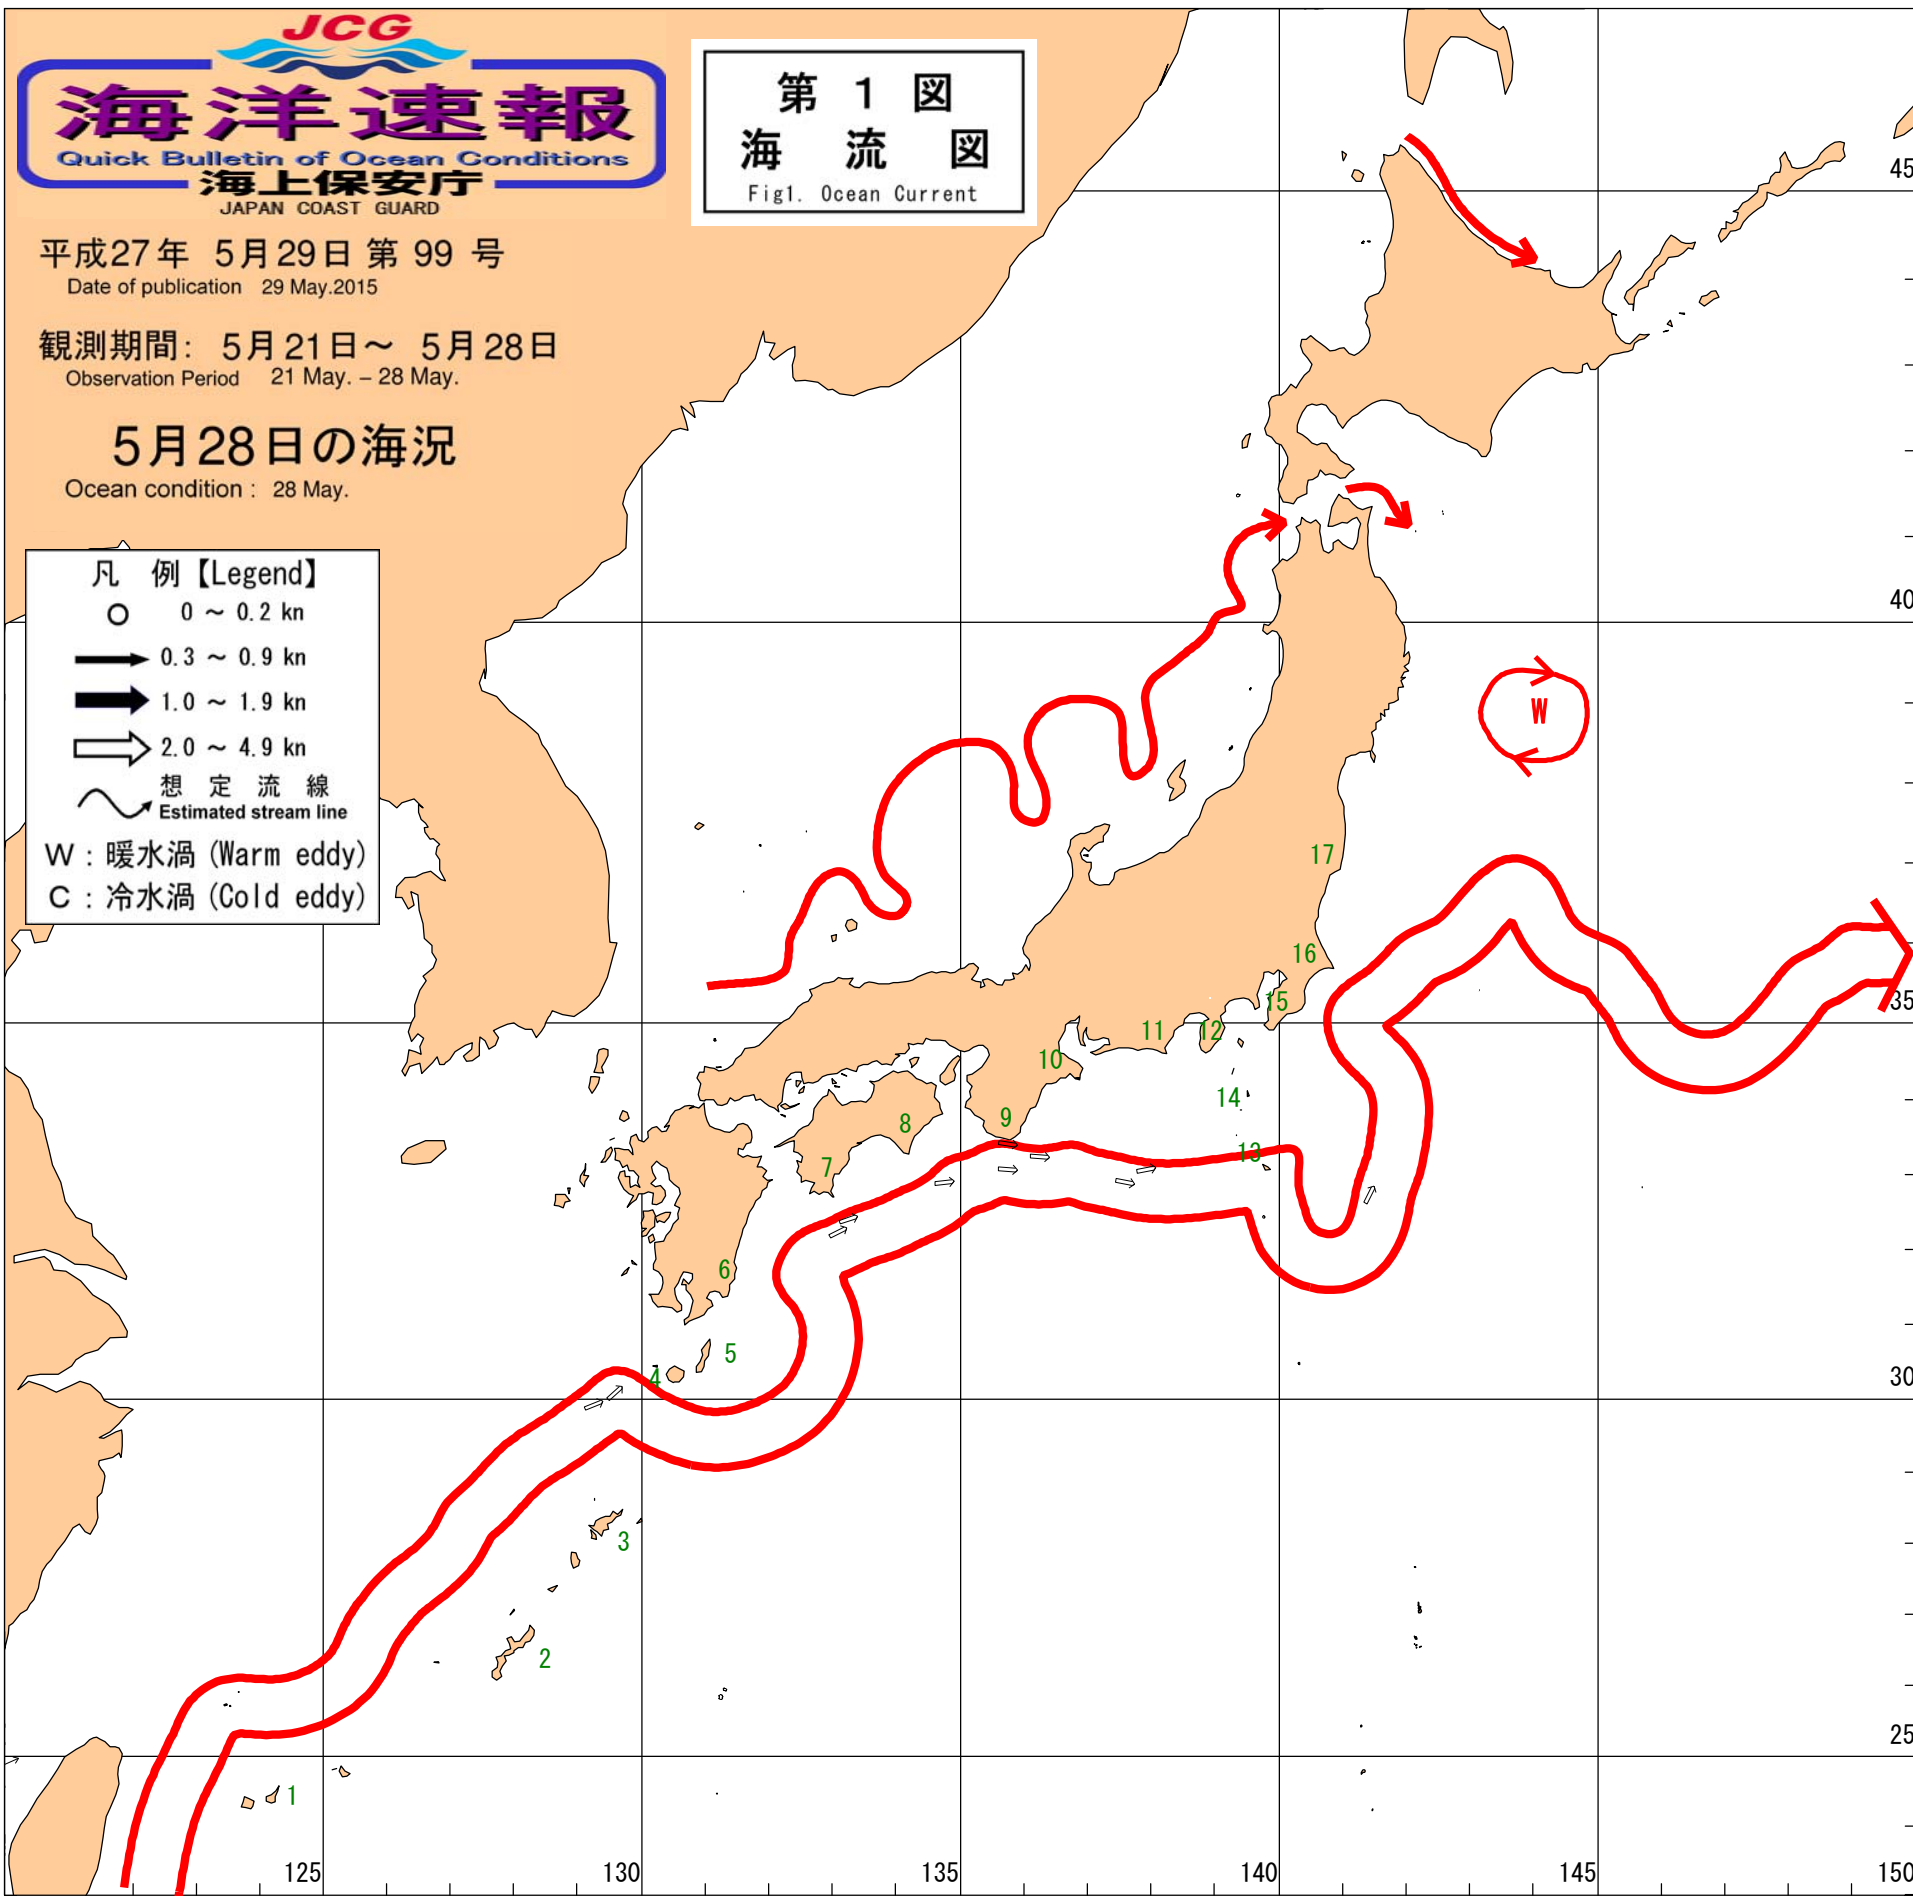 JCG
海洋速報
Quick Bulletin of Ocean Conditions
海上保安庁
JAPAN COAST GUARD
第 1 図
海 流 図
Fig1. Ocean Current
平成27年 5月29日 第 99 号
Date of publication 29 May.2015
観測期間: 5月21日～ 5月28日
Observation Period 21 May. – 28 May.
5月28日の海況
Ocean condition : 28 May.
凡 例【Legend】
0 ～ 0.2 kn
0.3 ～ 0.9 kn
1.0 ～ 1.9 kn
2.0 ～ 4.9 kn
想 定 流 線
Estimated stream line
W : 暖水渦 (Warm eddy)
C : 冷水渦 (Cold eddy)
45
40
W
17
16
35
15
12
11
10
14
9
8
13
7
6
5
4
30
3
2
25
1
125
130
135
140
145
150